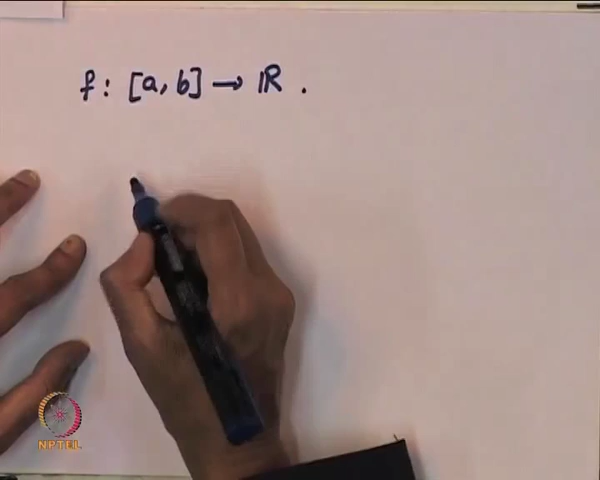 f : [a, b] → ℝ .
NPTEL